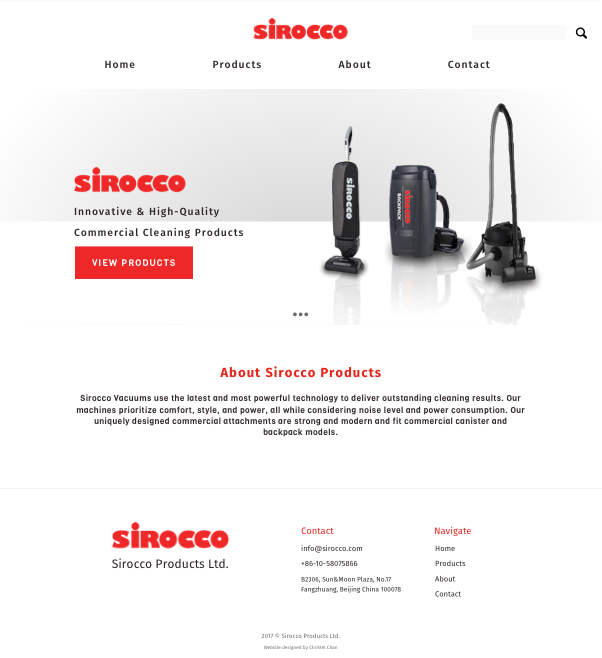 sirocco
Home Products About Contact
sirocco
Innovative & High-Quality
Commercial Cleaning Products
VIEW PRODUCTS
sirocco
sirocco
BACKPACK
About Sirocco Products
Sirocco Vacuums use the latest and most powerful technology to deliver outstanding cleaning results. Our
machines prioritize comfort, style, and power, all while considering noise level and power consumption. Our
uniquely designed commercial attachments are strong and modern and fit commercial canister and
backpack models.
sirocco
Sirocco Products Ltd.
Contact
info@sirocco.com
+86-10-58075866
B2306, Sun&Moon Plaza, No.17
Fangzhuang, Beijing China 100078
Navigate
Home
Products
About
Contact
2017 © Sirocco Products Ltd.
Website designed by Christel Chan